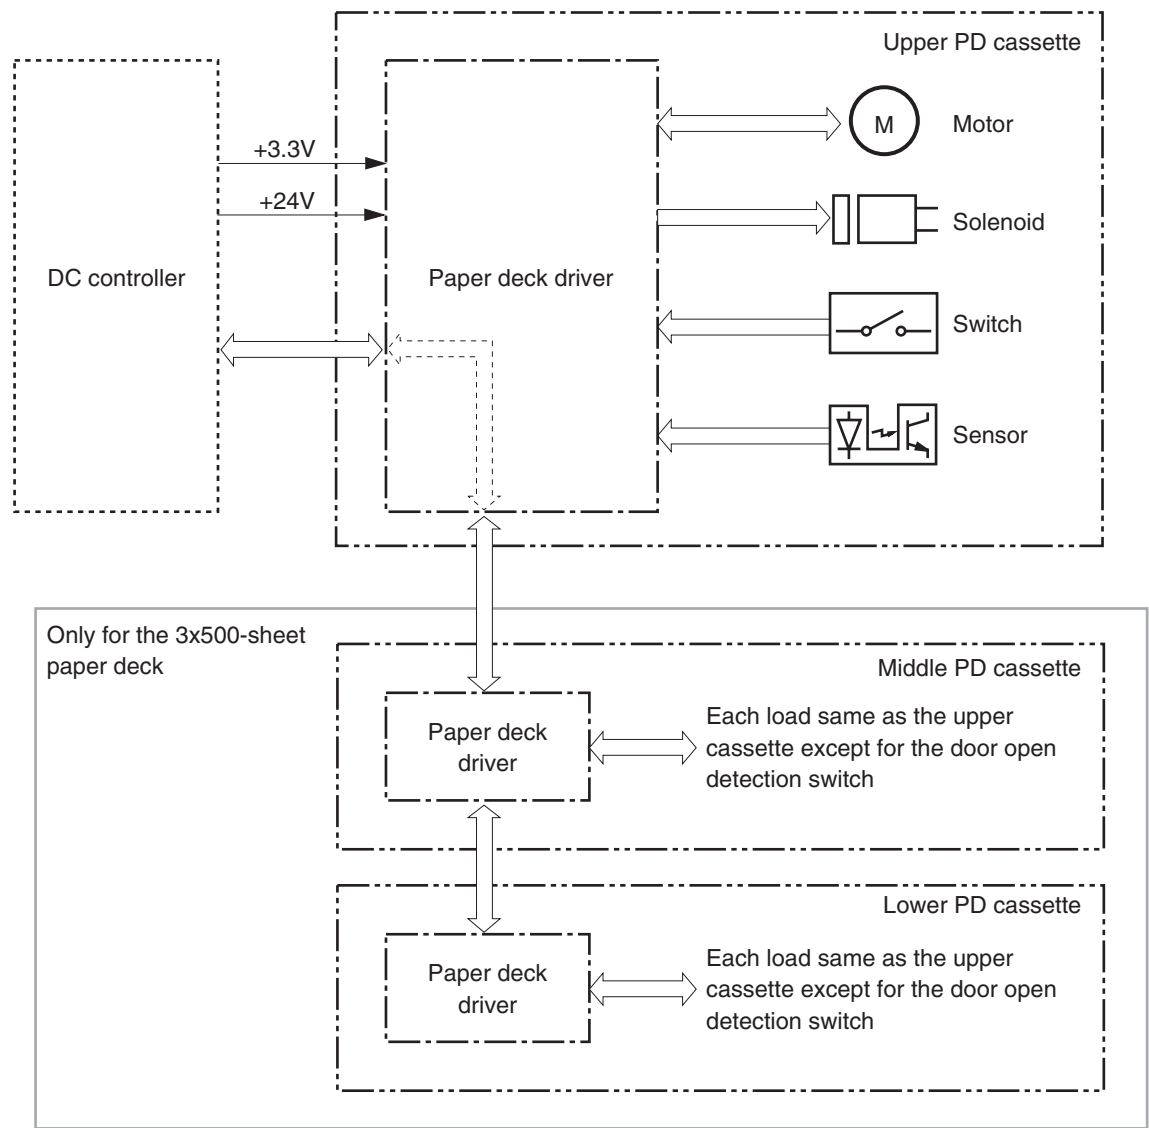 Upper PD cassette
M
Motor
+3.3V
+24V
Solenoid
DC controller
Paper deck driver
Switch
Sensor
Only for the 3x500-sheet
paper deck
Middle PD cassette
Paper deck
driver
Each load same as the upper
cassette except for the door open
detection switch
Lower PD cassette
Paper deck
driver
Each load same as the upper
cassette except for the door open
detection switch